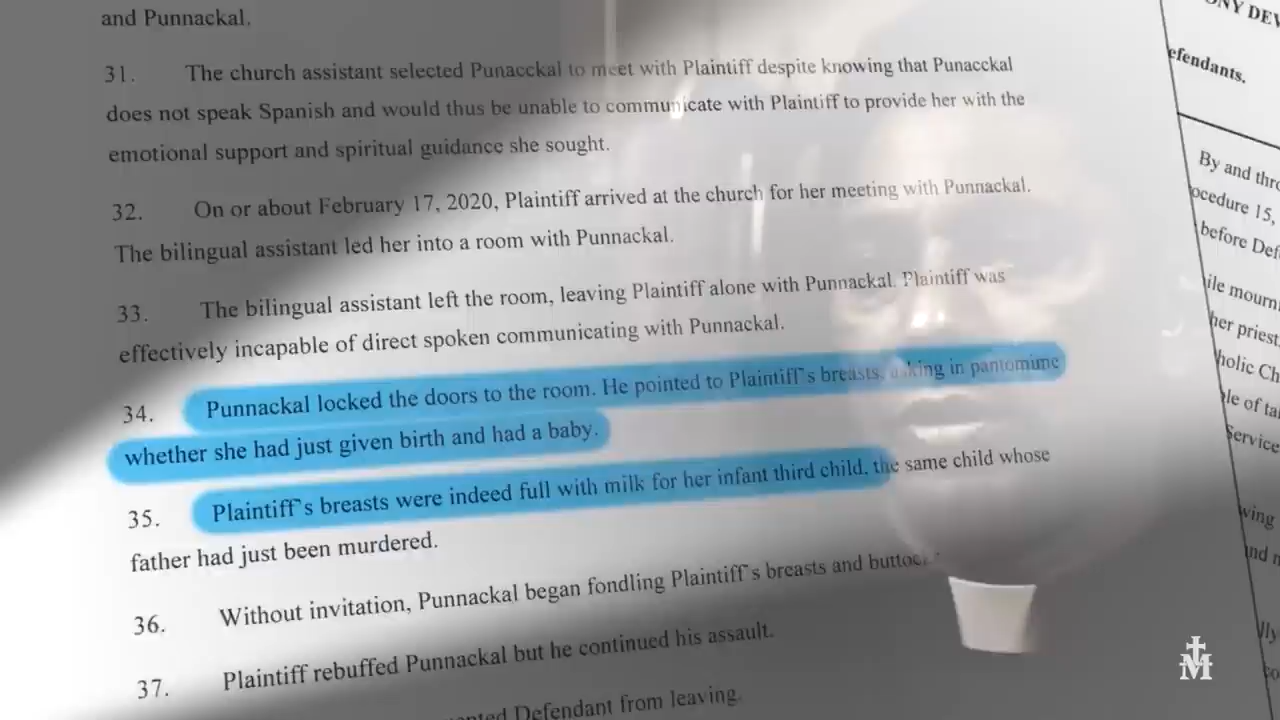 and Punnackal.
31. The church assistant selected Punacckal to meet with Plaintiff despite knowing that Punacckal
does not speak Spanish and would thus be unable to communicate with Plaintiff to provide her with the
emotional support and spiritual guidance she sought.
32. On or about February 17, 2020, Plaintiff arrived at the church for her meeting with Punnackal.
The bilingual assistant led her into a room with Punnackal.
33. The bilingual assistant left the room, leaving Plaintiff alone with Punnackal. Plaintiff was
effectively incapable of direct spoken communicating with Punnackal.
34. Punnackal locked the doors to the room. He pointed to Plaintiff's breasts, asking in pantomime
whether she had just given birth and had a baby.
35. Plaintiff's breasts were indeed full with milk for her infant third child, the same child whose
father had just been murdered.
36. Without invitation, Punnackal began fondling Plaintiff's breasts and
37. Plaintiff rebuffed Punnackal but he continued his assault.
Defendant from leaving.
efendants.
By and thro
ocedure 15,
before Def
ile mourn
her priest
holic Ch
le of ta
Service
wing
M